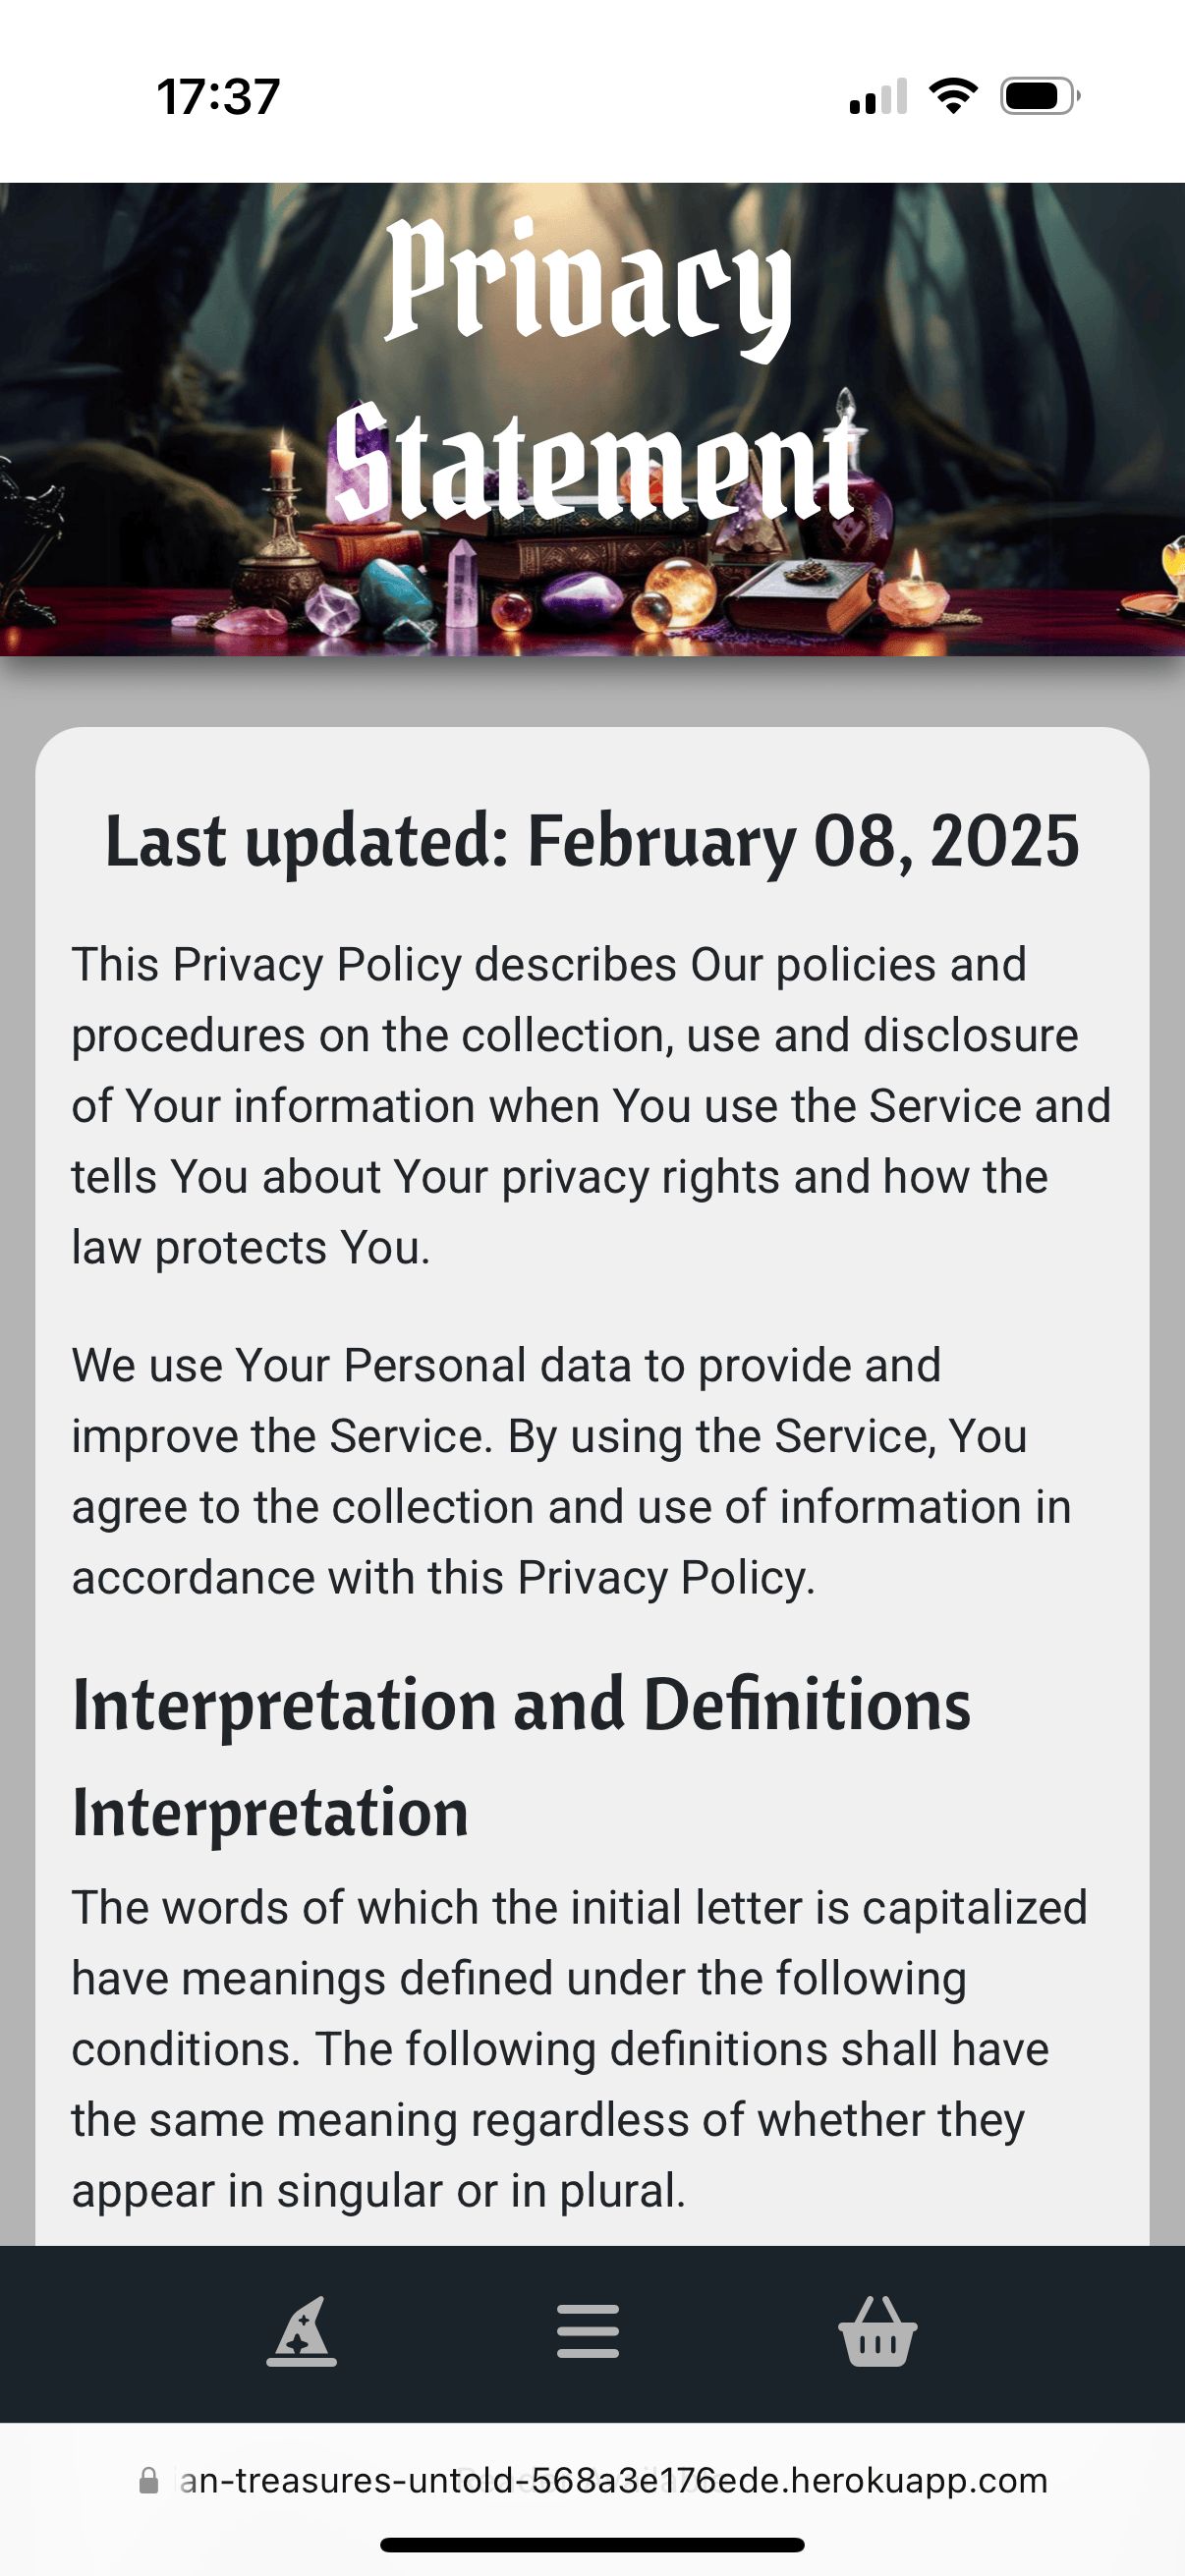 17:37
Privacy
Statement
Last updated: February 08, 2025
This Privacy Policy describes Our policies and
procedures on the collection, use and disclosure
of Your information when You use the Service and
tells You about Your privacy rights and how the
law protects You.
We use Your Personal data to provide and
improve the Service. By using the Service, You
agree to the collection and use of information in
accordance with this Privacy Policy.
Interpretation and Definitions
Interpretation
The words of which the initial letter is capitalized
have meanings defined under the following
conditions. The following definitions shall have
the same meaning regardless of whether they
appear in singular or in plural.
an-treasures-untold-568a3e176ede.herokuapp.com